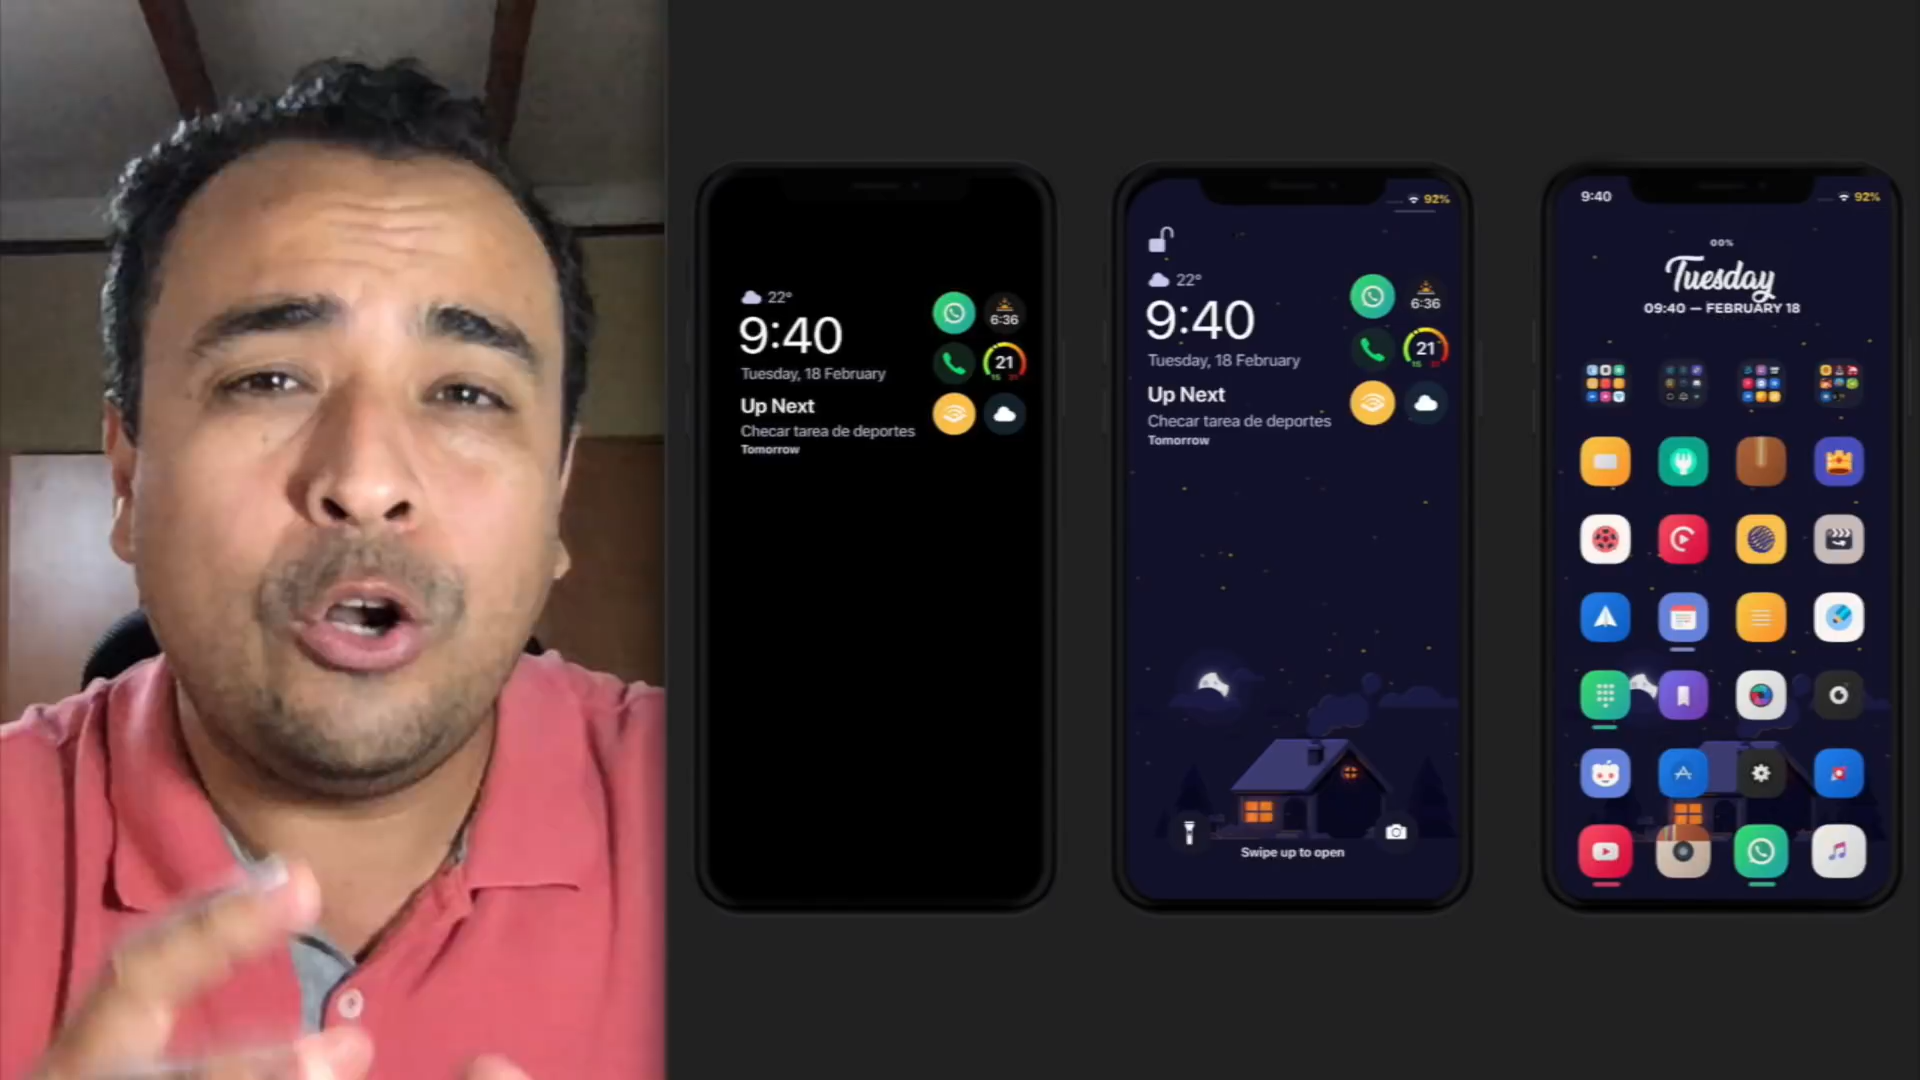 22°
9:40
Tuesday, 18 February
Up Next
Checar tarea de deportes
Tomorrow
6:36
21
92%
22°
9:40
Tuesday, 18 February
Up Next
Checar tarea de deportes
Tomorrow
6:36
21
Swipe up to open
9:40
92%
00%
Tuesday
09:40 — FEBRUARY 18